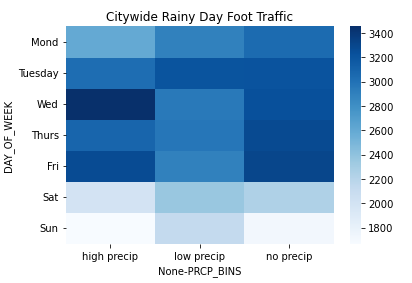 Citywide Rainy Day Foot Traffic
Mond
Tuesday
Wed
Thurs
Fri
Sat
Sun
DAY_OF_WEEK
high precip
low precip
no precip
None-PRCP_BINS
3400
3200
3000
2800
2600
2400
2200
2000
1800